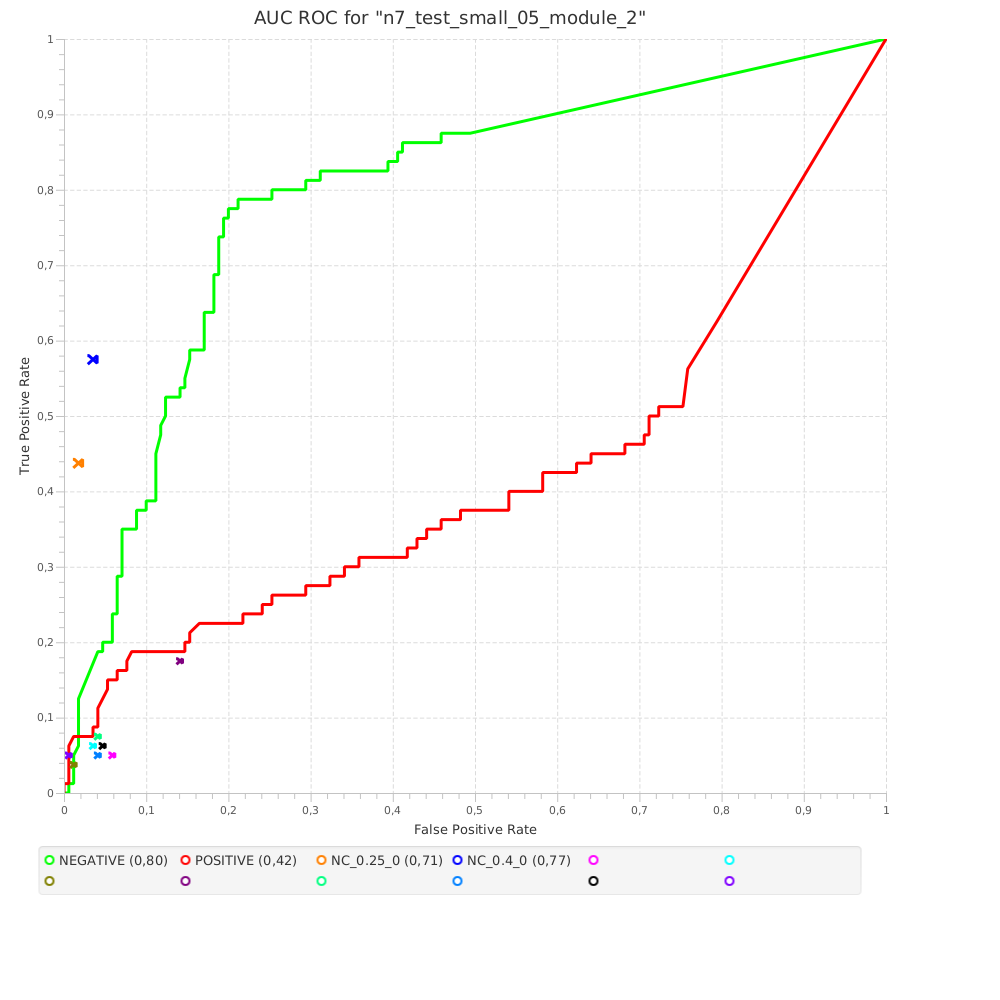 AUC ROC for "n7_test_small_05_module_2"
1
0,9
0,8
0,7
0,6
0,5
0,4
0,3
0,2
0,1
0
True Positive Rate
0 0,1 0,2 0,3 0,4 0,5 0,6 0,7 0,8 0,9 1
False Positive Rate
NEGATIVE (0,80) POSITIVE (0,42) NC_0.25_0 (0,71) NC_0.4_0 (0,77)